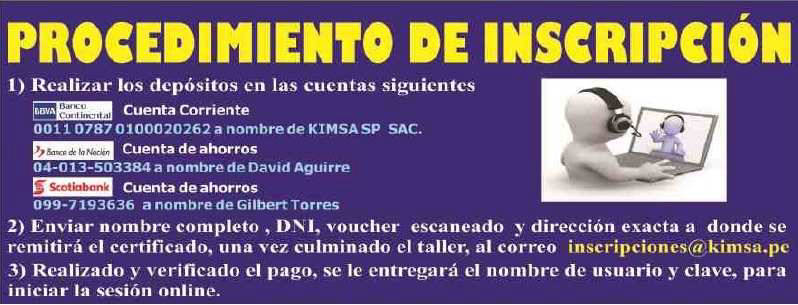 PROCEDIMIENTO DE INSCRIPCIÓN
1) Realizar los depósitos en las cuentas siguientes
BBVA Banco Continental Cuenta Corriente
0011 0787 0100020262 a nombre de KIMSA SP SAC.
Banco de la Nación Cuenta de ahorros
04-013-503384 a nombre de David Aguirre
Scotiabank Cuenta de ahorros
099-7193636 a nombre de Gilbert Torres
2) Enviar nombre completo , DNI, voucher escaneado y dirección exacta a donde se
remitirá el certificado, una vez culminado el taller, al correo inscripciones@kimsa.pe
3) Realizado y verificado el pago, se le entregará el nombre de usuario y clave, para
iniciar la sesión online.